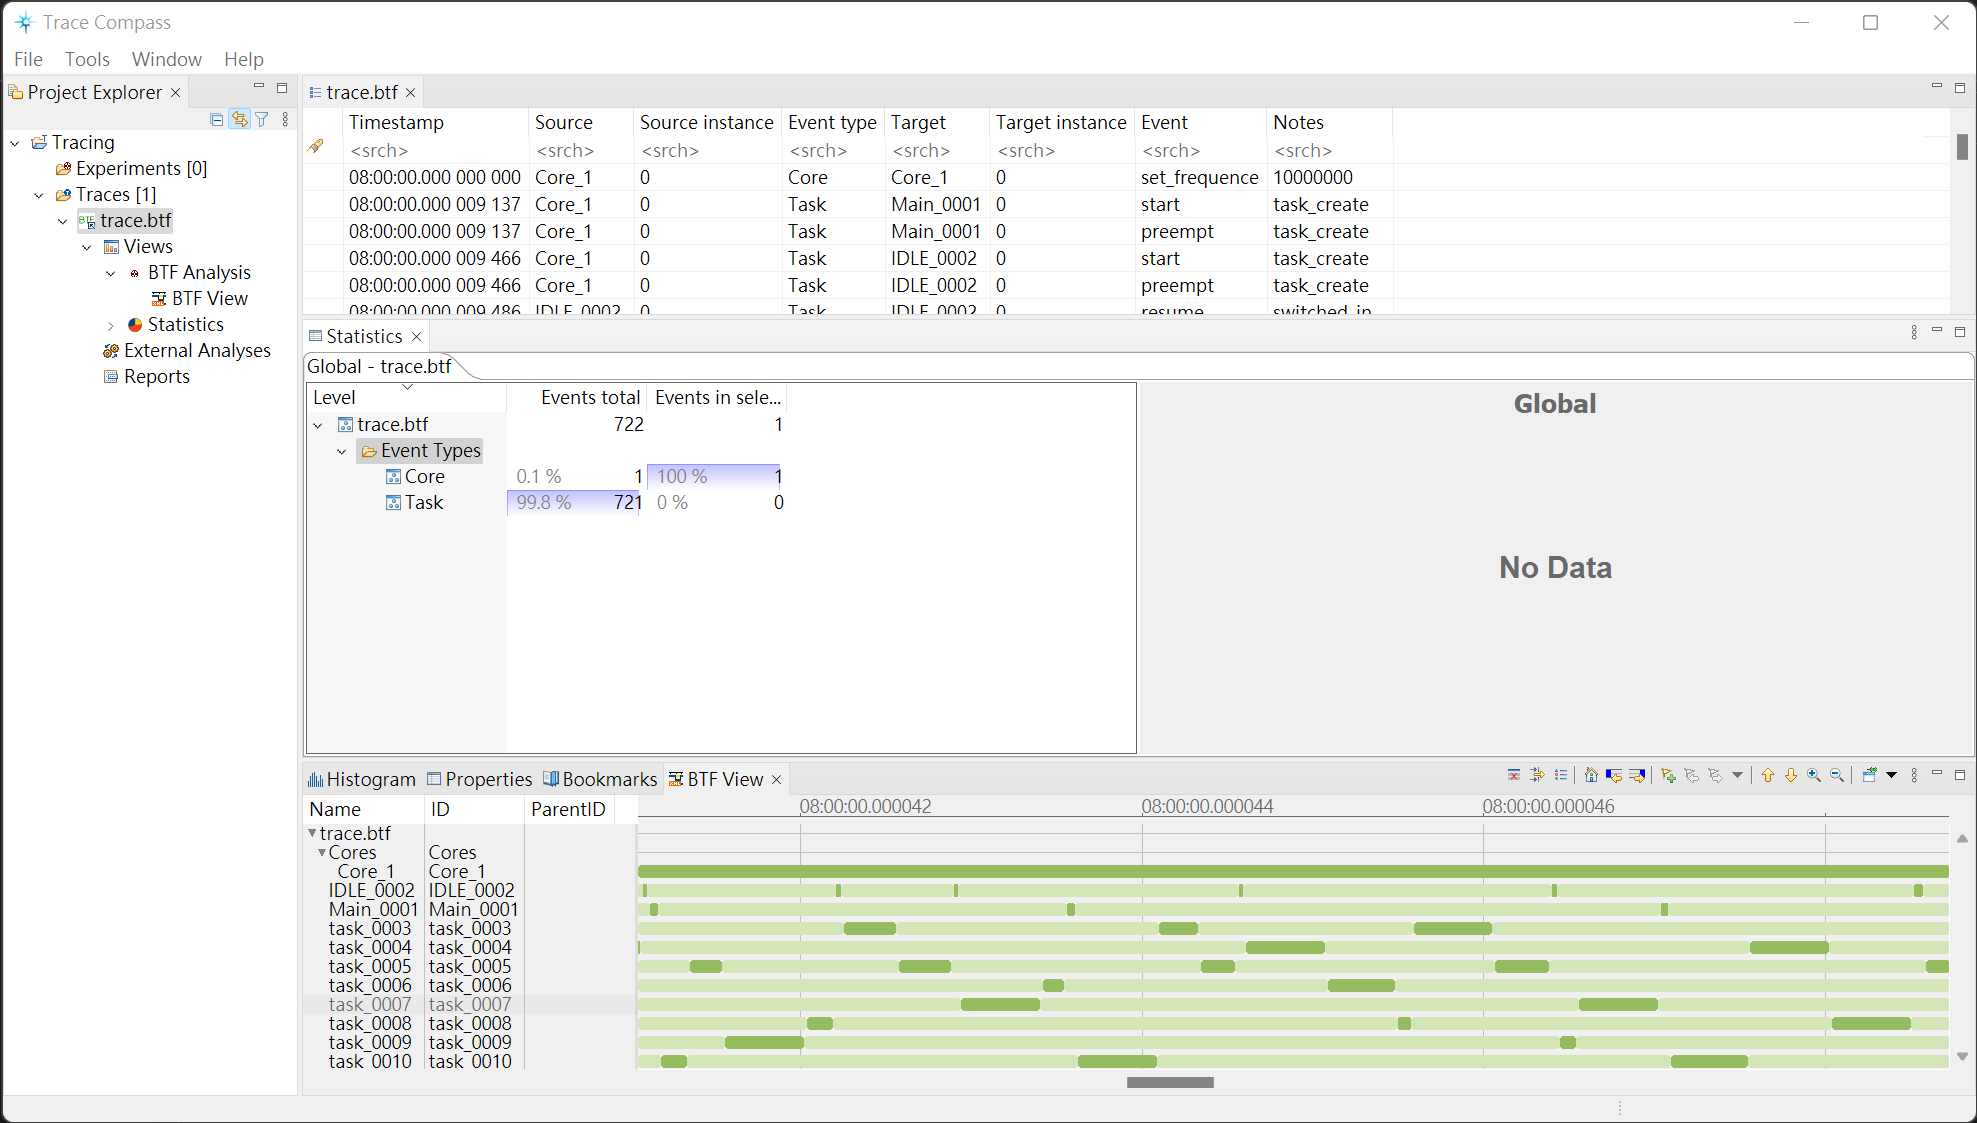 Trace Compass
File Tools Window Help
Project Explorer
Tracing
Experiments [0]
Traces [1]
trace.btf
Views
BTF Analysis
BTF View
Statistics
External Analyses
Reports
trace.btf
Timestamp Source Source instance Event type Target Target instance Event Notes
<srch> <srch> <srch> <srch> <srch> <srch> <srch> <srch>
08:00:00.000 000 000 Core_1 0 Core Core_1 0 set_frequence 10000000
08:00:00.000 009 137 Core_1 0 Task Main_0001 0 start task_create
08:00:00.000 009 137 Core_1 0 Task Main_0001 0 preempt task_create
08:00:00.000 009 466 Core_1 0 Task IDLE_0002 0 start task_create
08:00:00.000 009 466 Core_1 0 Task IDLE_0002 0 preempt task_create
08:00:00.000 009 486 IDLE_0002 0 Task IDLE_0002 0 resume switched_in
Statistics
Global - trace.btf
Level Events total Events in sele...
trace.btf 722 1
Event Types
Core 0.1 % 1 100 % 1
Task 99.8 % 721 0 % 0
Global
No Data
Histogram Properties Bookmarks BTF View
Name ID ParentID 08:00:00.000042 08:00:00.000044 08:00:00.000046
trace.btf
Cores Cores
Core_1 Core_1
IDLE_0002 IDLE_0002
Main_0001 Main_0001
task_0003 task_0003
task_0004 task_0004
task_0005 task_0005
task_0006 task_0006
task_0007 task_0007
task_0008 task_0008
task_0009 task_0009
task_0010 task_0010